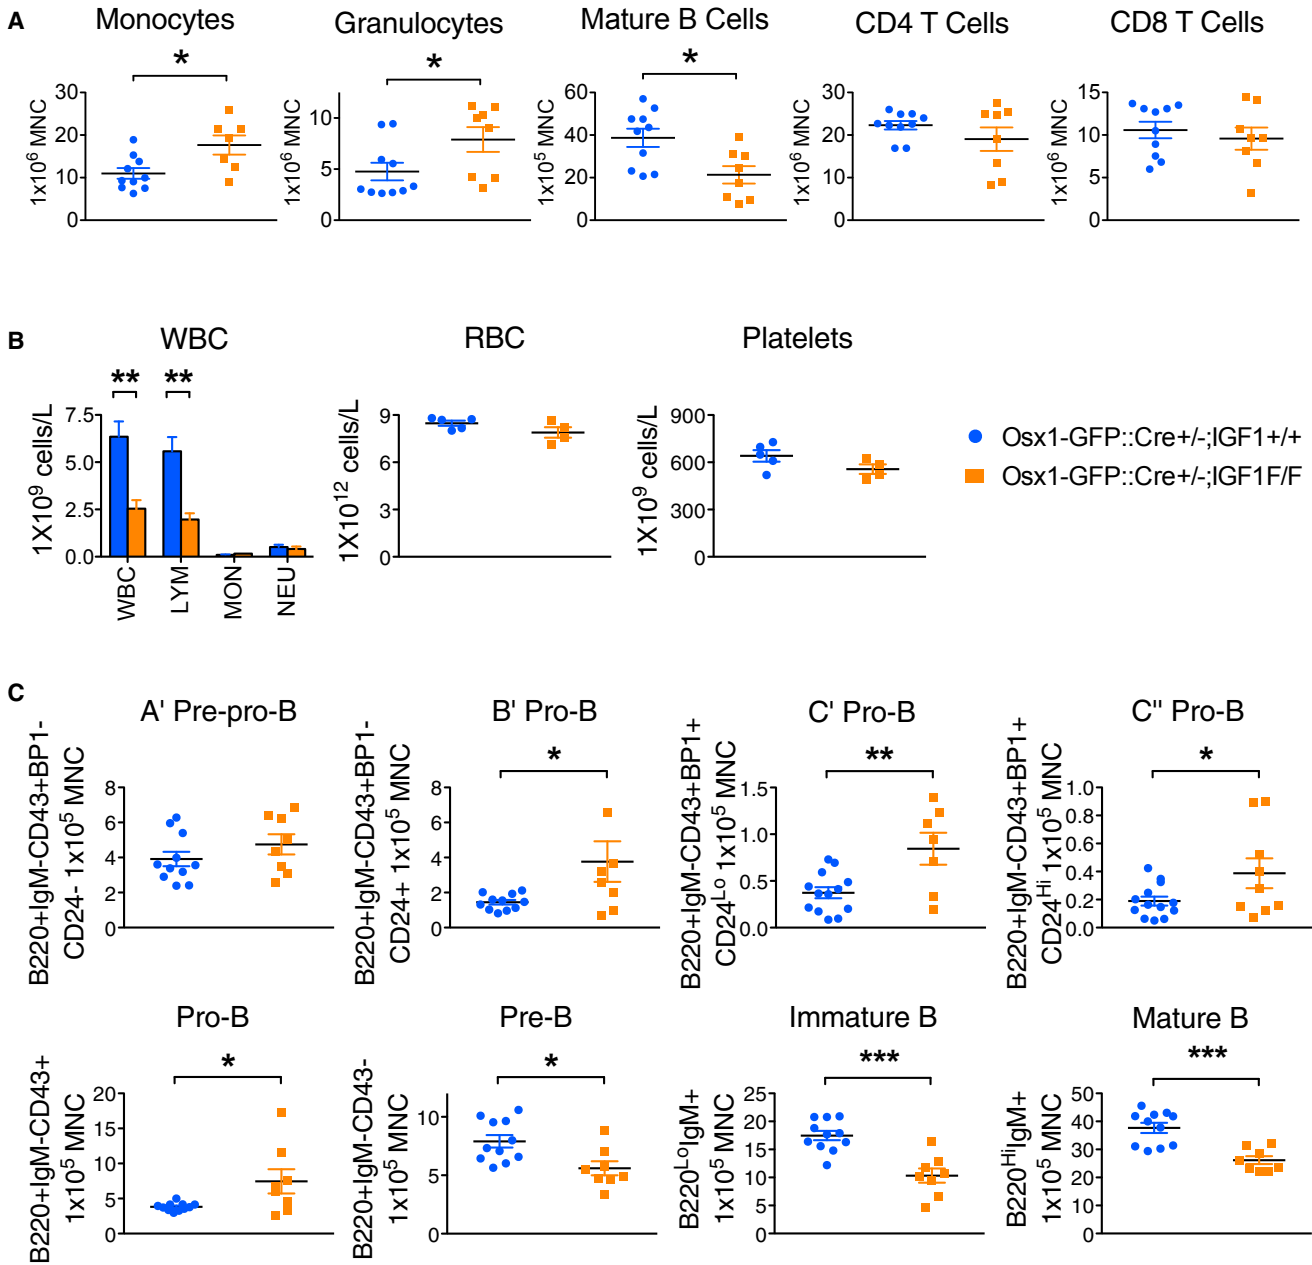 A
Monocytes
Granulocytes
Mature B Cells
CD4 T Cells
CD8 T Cells
*
*
*
1x10⁶ MNC
30
20
10
0
1x10⁶ MNC
10
5
0
1x10⁵ MNC
60
40
20
0
1x10⁶ MNC
30
20
10
0
1x10⁶ MNC
15
10
5
0
B
WBC
RBC
Platelets
**
**
1X10⁹ cells/L
7.5
5.0
2.5
0.0
WBC
LYM
MON
NEU
1X10¹² cells/L
9
6
3
0
1X10⁹ cells/L
900
600
300
0
Osx1-GFP::Cre+/-;IGF1+/+
Osx1-GFP::Cre+/-;IGF1F/F
C
A' Pre-pro-B
B' Pro-B
C' Pro-B
C'' Pro-B
*
**
*
B220+IgM-CD43+BP1-
CD24- 1x10⁵ MNC
8
6
4
2
0
B220+IgM-CD43+BP1-
CD24+ 1x10⁵ MNC
8
6
4
2
0
B220+IgM-CD43+BP1+
CD24ᴸᵒ 1x10⁵ MNC
1.5
1.0
0.5
0.0
B220+IgM-CD43+BP1+
CD24ᴴⁱ 1x10⁵ MNC
1.0
0.8
0.6
0.4
0.2
0.0
Pro-B
Pre-B
Immature B
Mature B
*
*
***
***
B220+IgM-CD43+
1x10⁵ MNC
20
15
10
5
0
B220+IgM-CD43-
1x10⁵ MNC
10
5
0
B220ᴸᵒIgM+
1x10⁵ MNC
25
20
15
10
5
0
B220ᴴⁱIgM+
1x10⁵ MNC
50
40
30
20
10
0